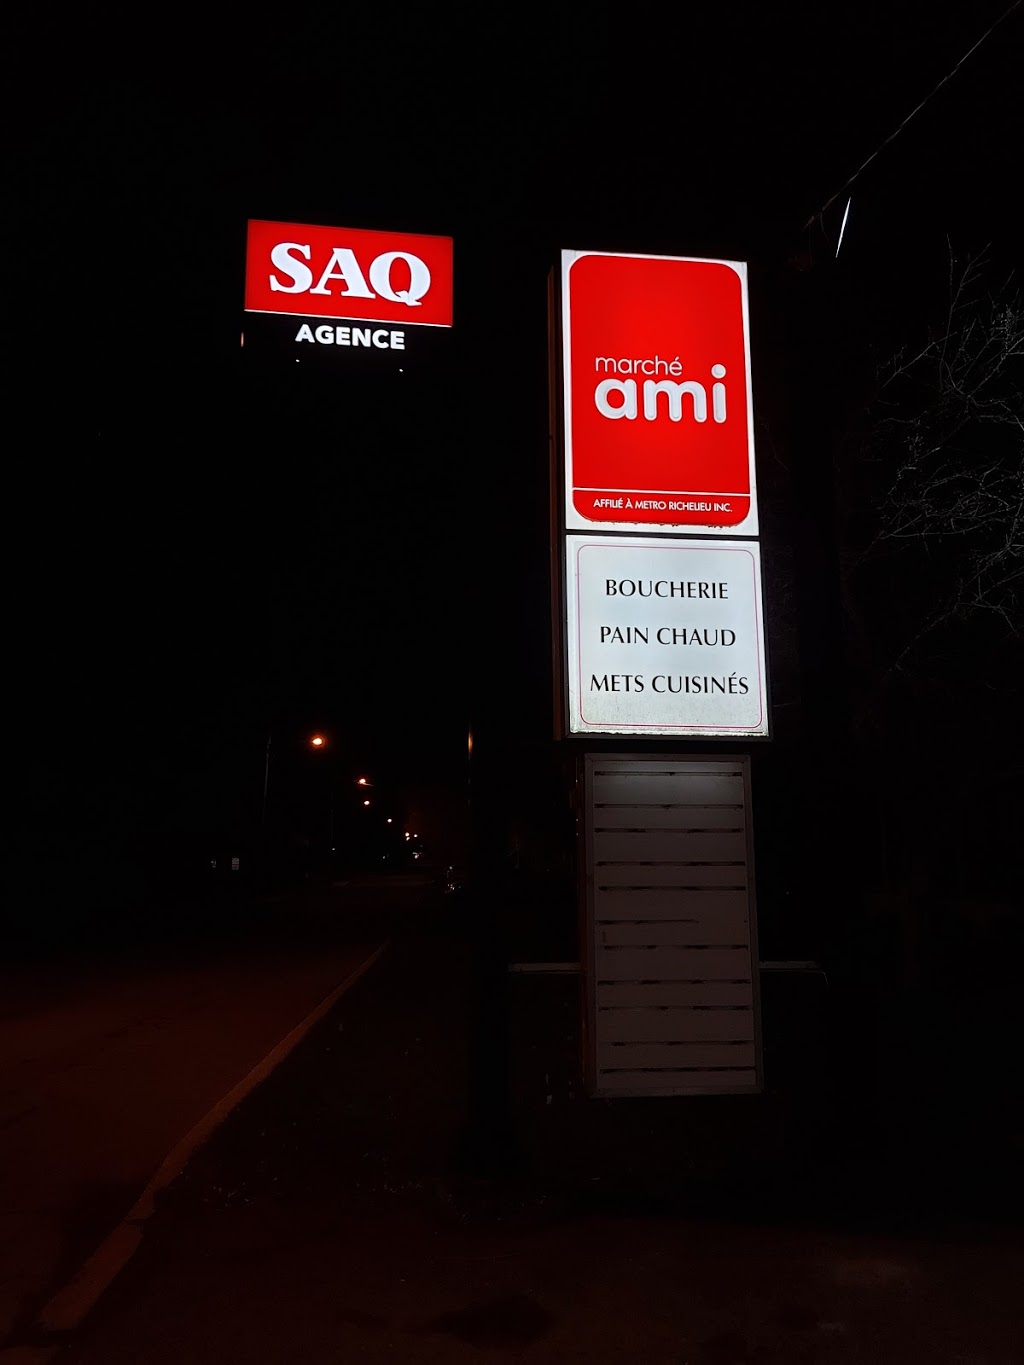 SAQ
AGENCE
marché
ami
AFFILIÉ À METRO RICHELIEU INC.
BOUCHERIE
PAIN CHAUD
METS CUISINÉS